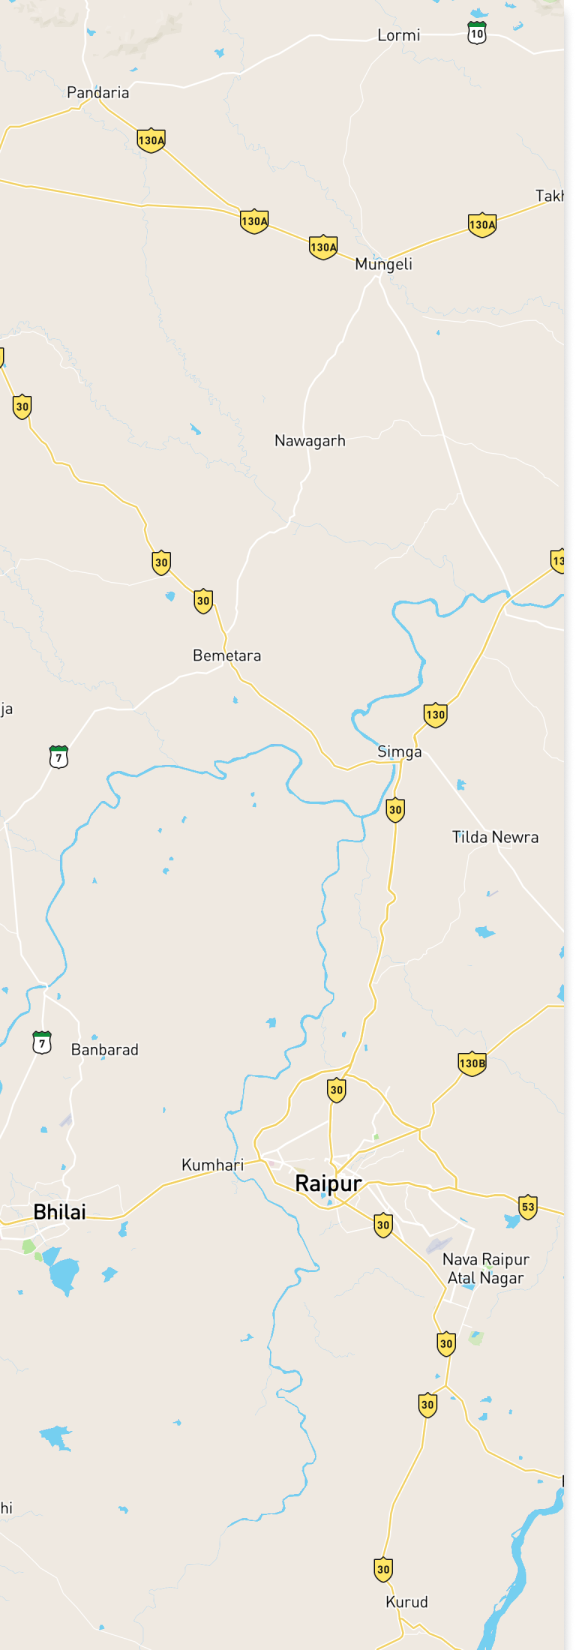 Lormi
10
Pandaria
130A
Takh
130A
130A
130A
Mungeli
30
Nawagarh
30
13
30
Bemetara
ja
130
Simga
7
30
Tilda Newra
7
Banbarad
130B
30
Kumhari
Raipur
Bhilai
53
30
Nava Raipur
Atal Nagar
30
30
hi
30
Kurud